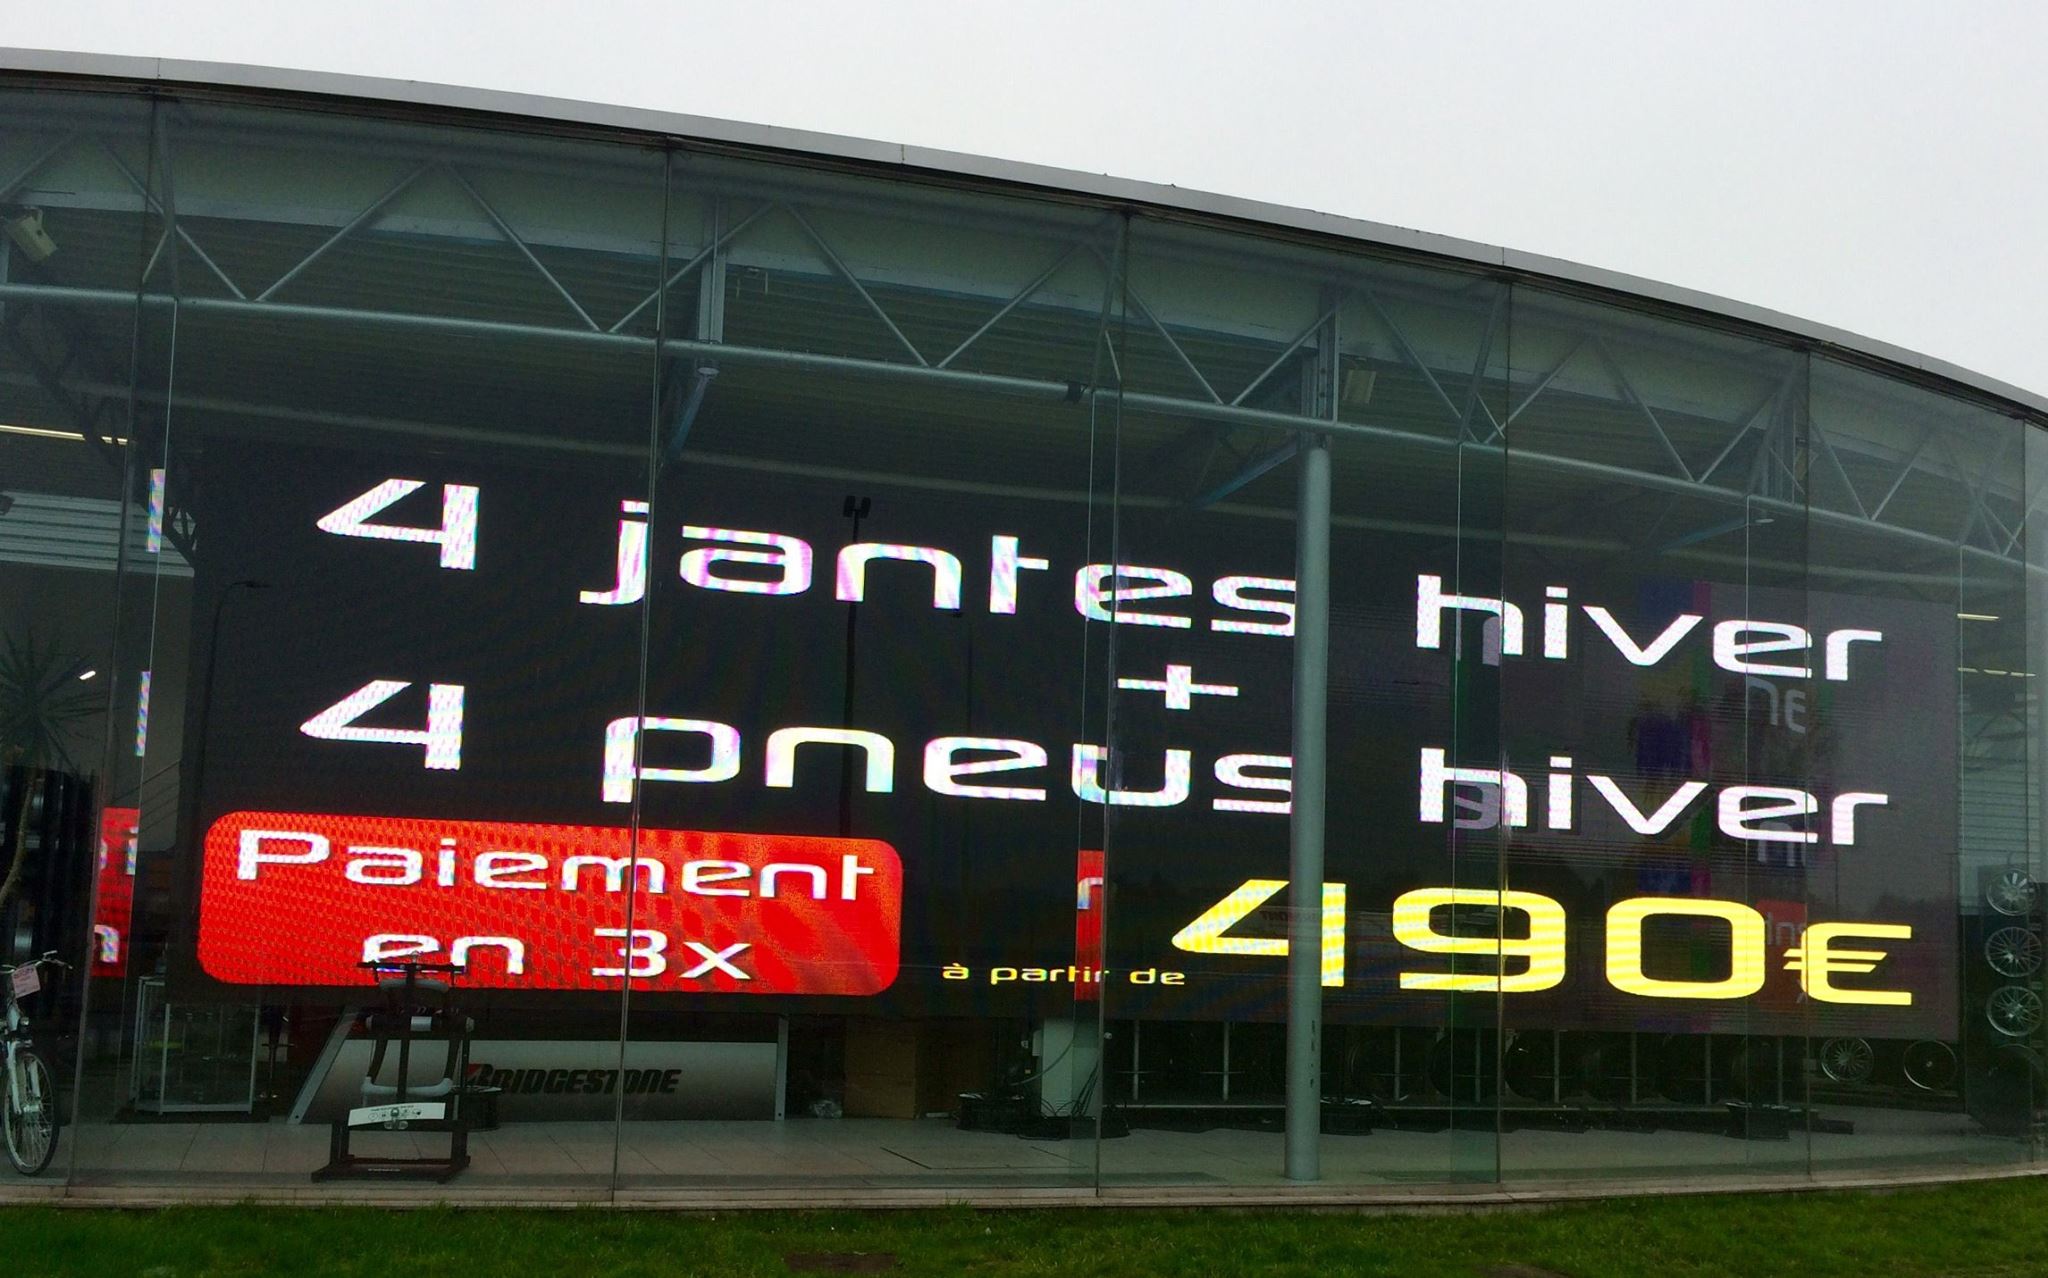 4 jantes hiver
+
4 pneus hiver
Paiement
en 3x
à partir de 490€
BRIDGESTONE